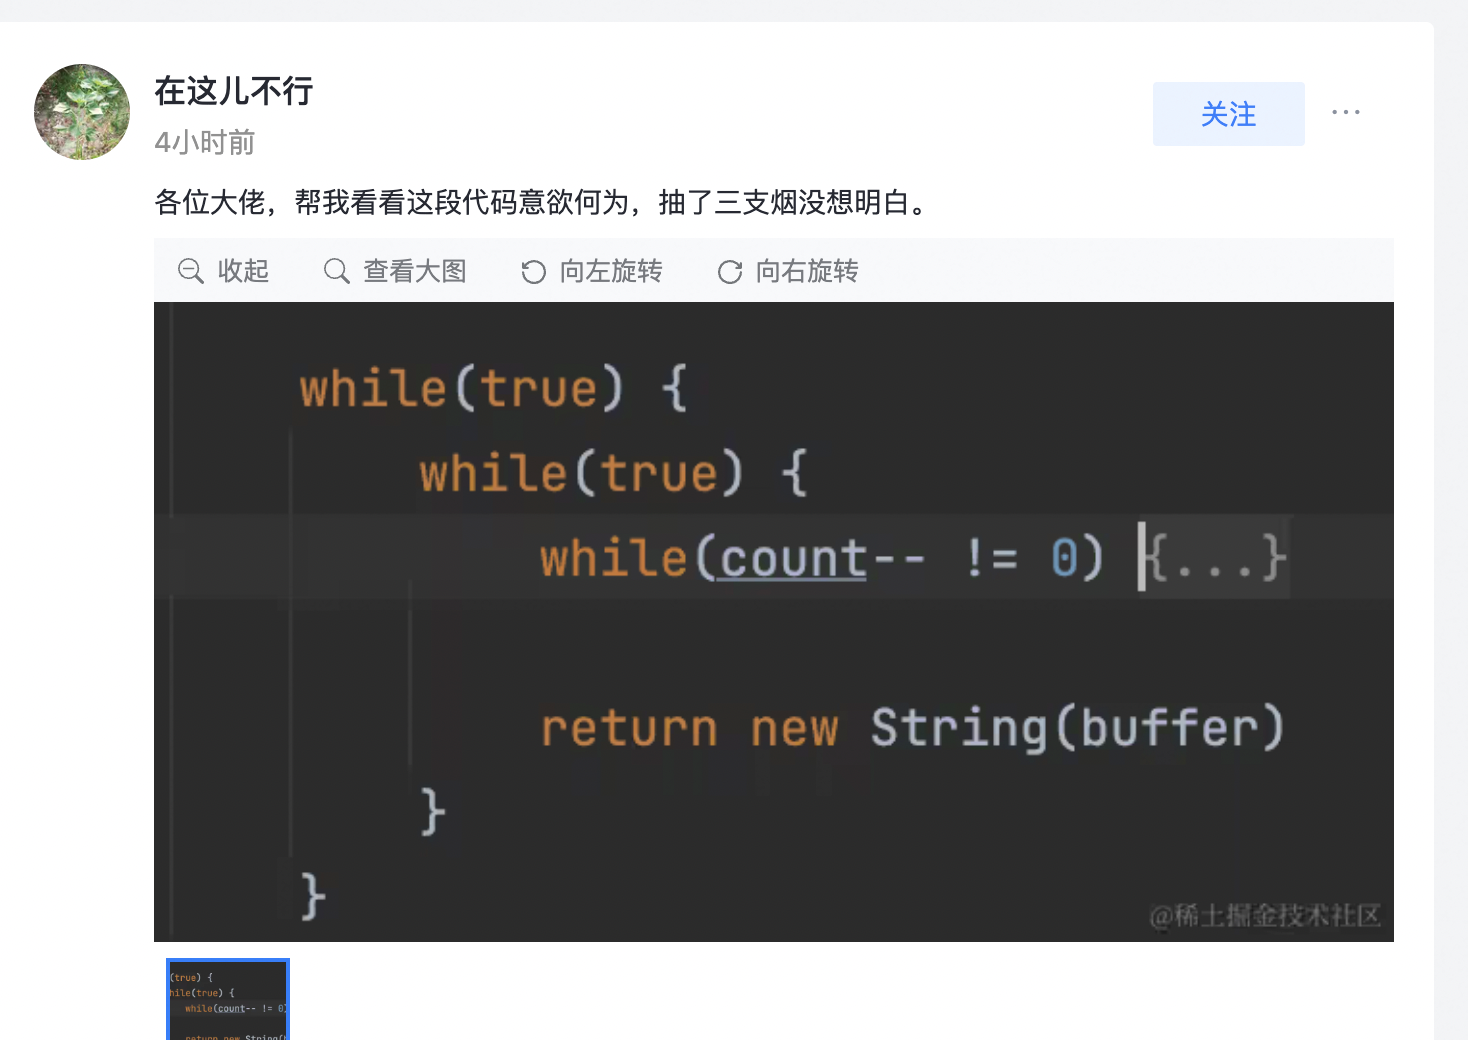 在这儿不行
4小时前
关注
各位大佬，帮我看看这段代码意欲何为，抽了三支烟没想明白。
收起 查看大图 向左旋转 向右旋转
while(true) {
while(true) {
while(count-- != 0) {...}
return new String(buffer)
}
}
@稀土掘金技术社区
(true) {
hile(true) {
while(count-- != 0)
return new String(